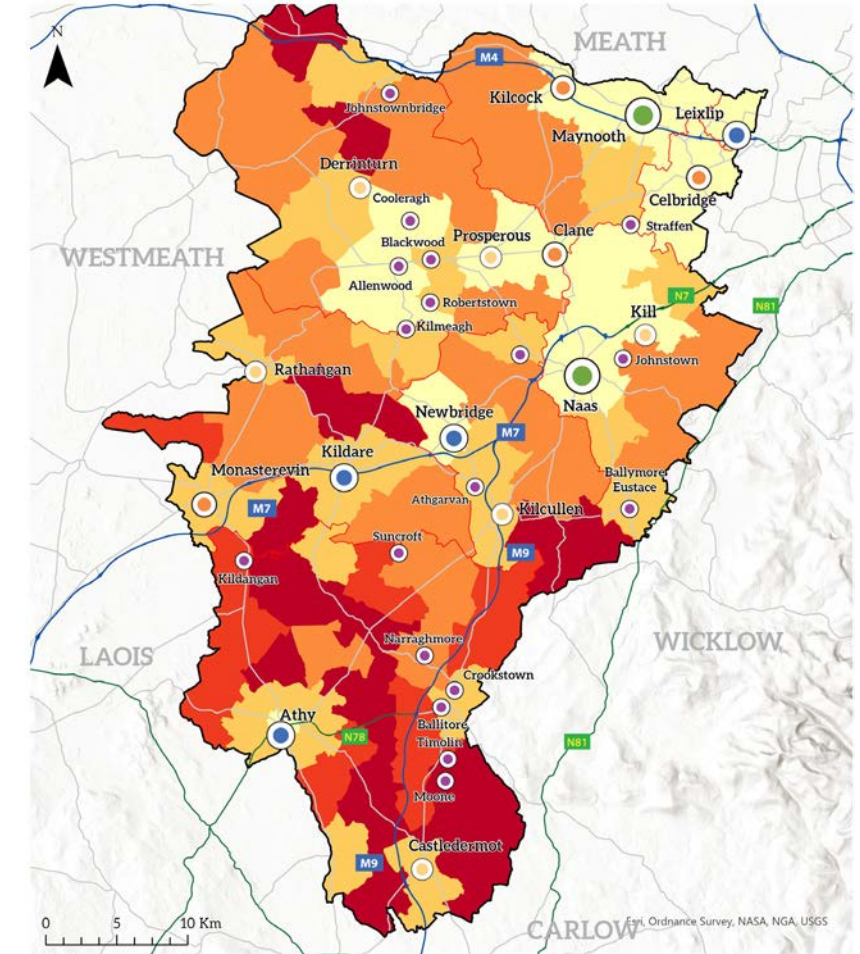 N
MEATH
M4
Kilcock
Johnstownbridge
Leixlip
Maynooth
Derrinturn
Celbridge
Cooleragh
Straffen
Blackwood
Prosperous
Clane
WESTMEATH
Allenwood
N7
N81
Robertstown
Kill
Kilmeagh
Johnstown
Rathangan
Naas
Newbridge
M7
Kildare
Monasterevin
Ballymore
Eustace
Athgarvan
M7
Kilcullen
Suncroft
M9
Kildangan
Narraghmore
WICKLOW
LAOIS
Crookstown
Athy
Ballitore
N78
N81
Timolin
Moone
Castledermot
M9
0 5 10 Km
Esri, Ordnance Survey, NASA, NGA, USGS
CARLOW